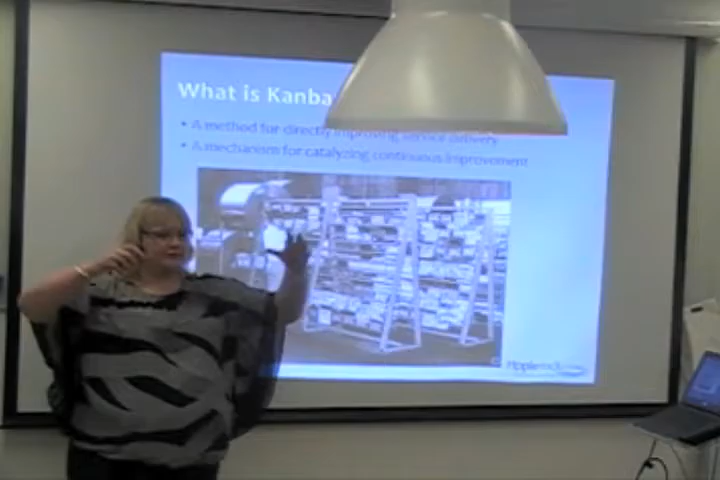 What is Kanba
• A method for directly improving service delivery
• A mechanism for catalyzing continuous improvement